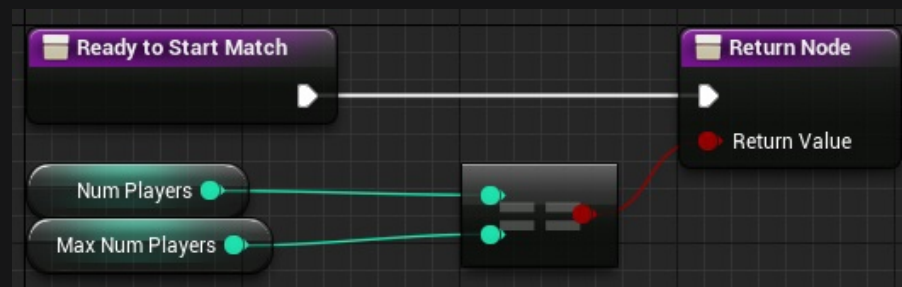 Ready to Start Match
Return Node
Return Value
Num Players
==
Max Num Players